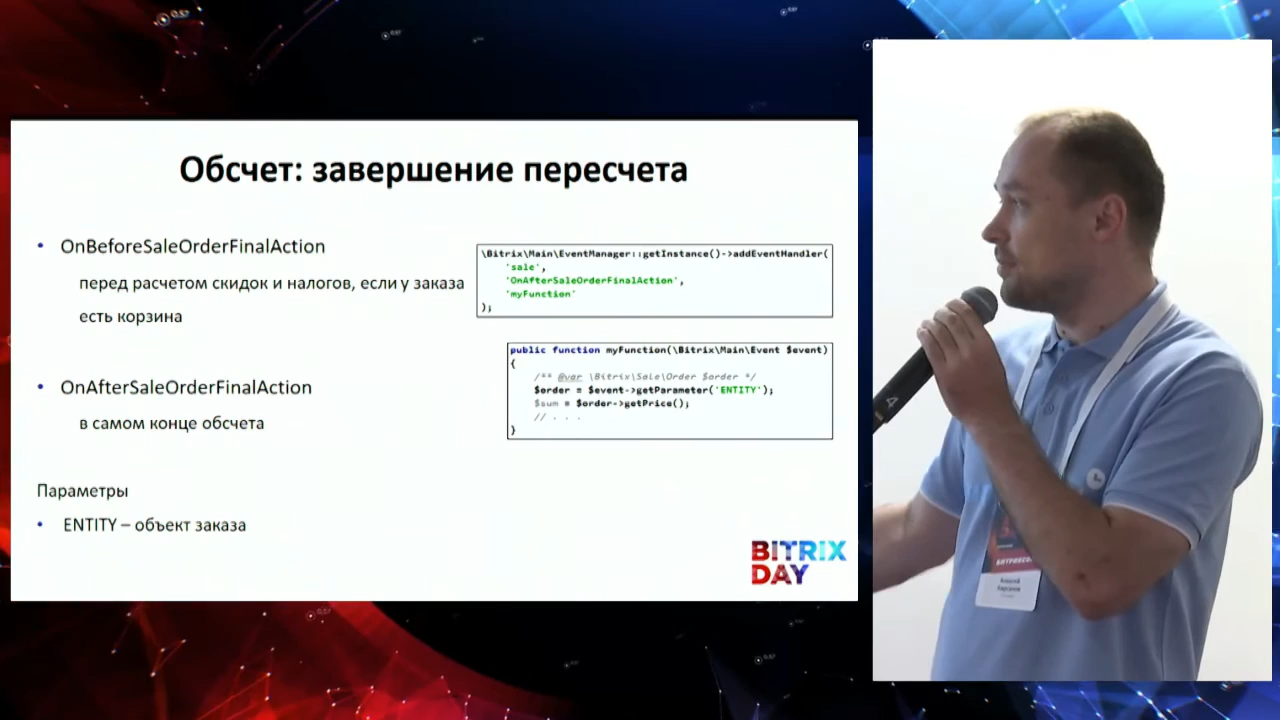 Обсчет: завершение пересчета
• OnBeforeSaleOrderFinalAction
перед расчетом скидок и налогов, если у заказа
есть корзина
• OnAfterSaleOrderFinalAction
в самом конце обсчета
Параметры
• ENTITY – объект заказа
\Bitrix\Main\EventManager::getInstance()->addEventHandler(
'sale',
'OnAfterSaleOrderFinalAction',
'myFunction'
);
public function myFunction(\Bitrix\Main\Event $event)
{
/** @var \Bitrix\Sale\Order $order */
$order = $event->getParameter('ENTITY');
$sum = $order->getPrice();
// . . .
}
BITRIX
DAY
4
Алексей